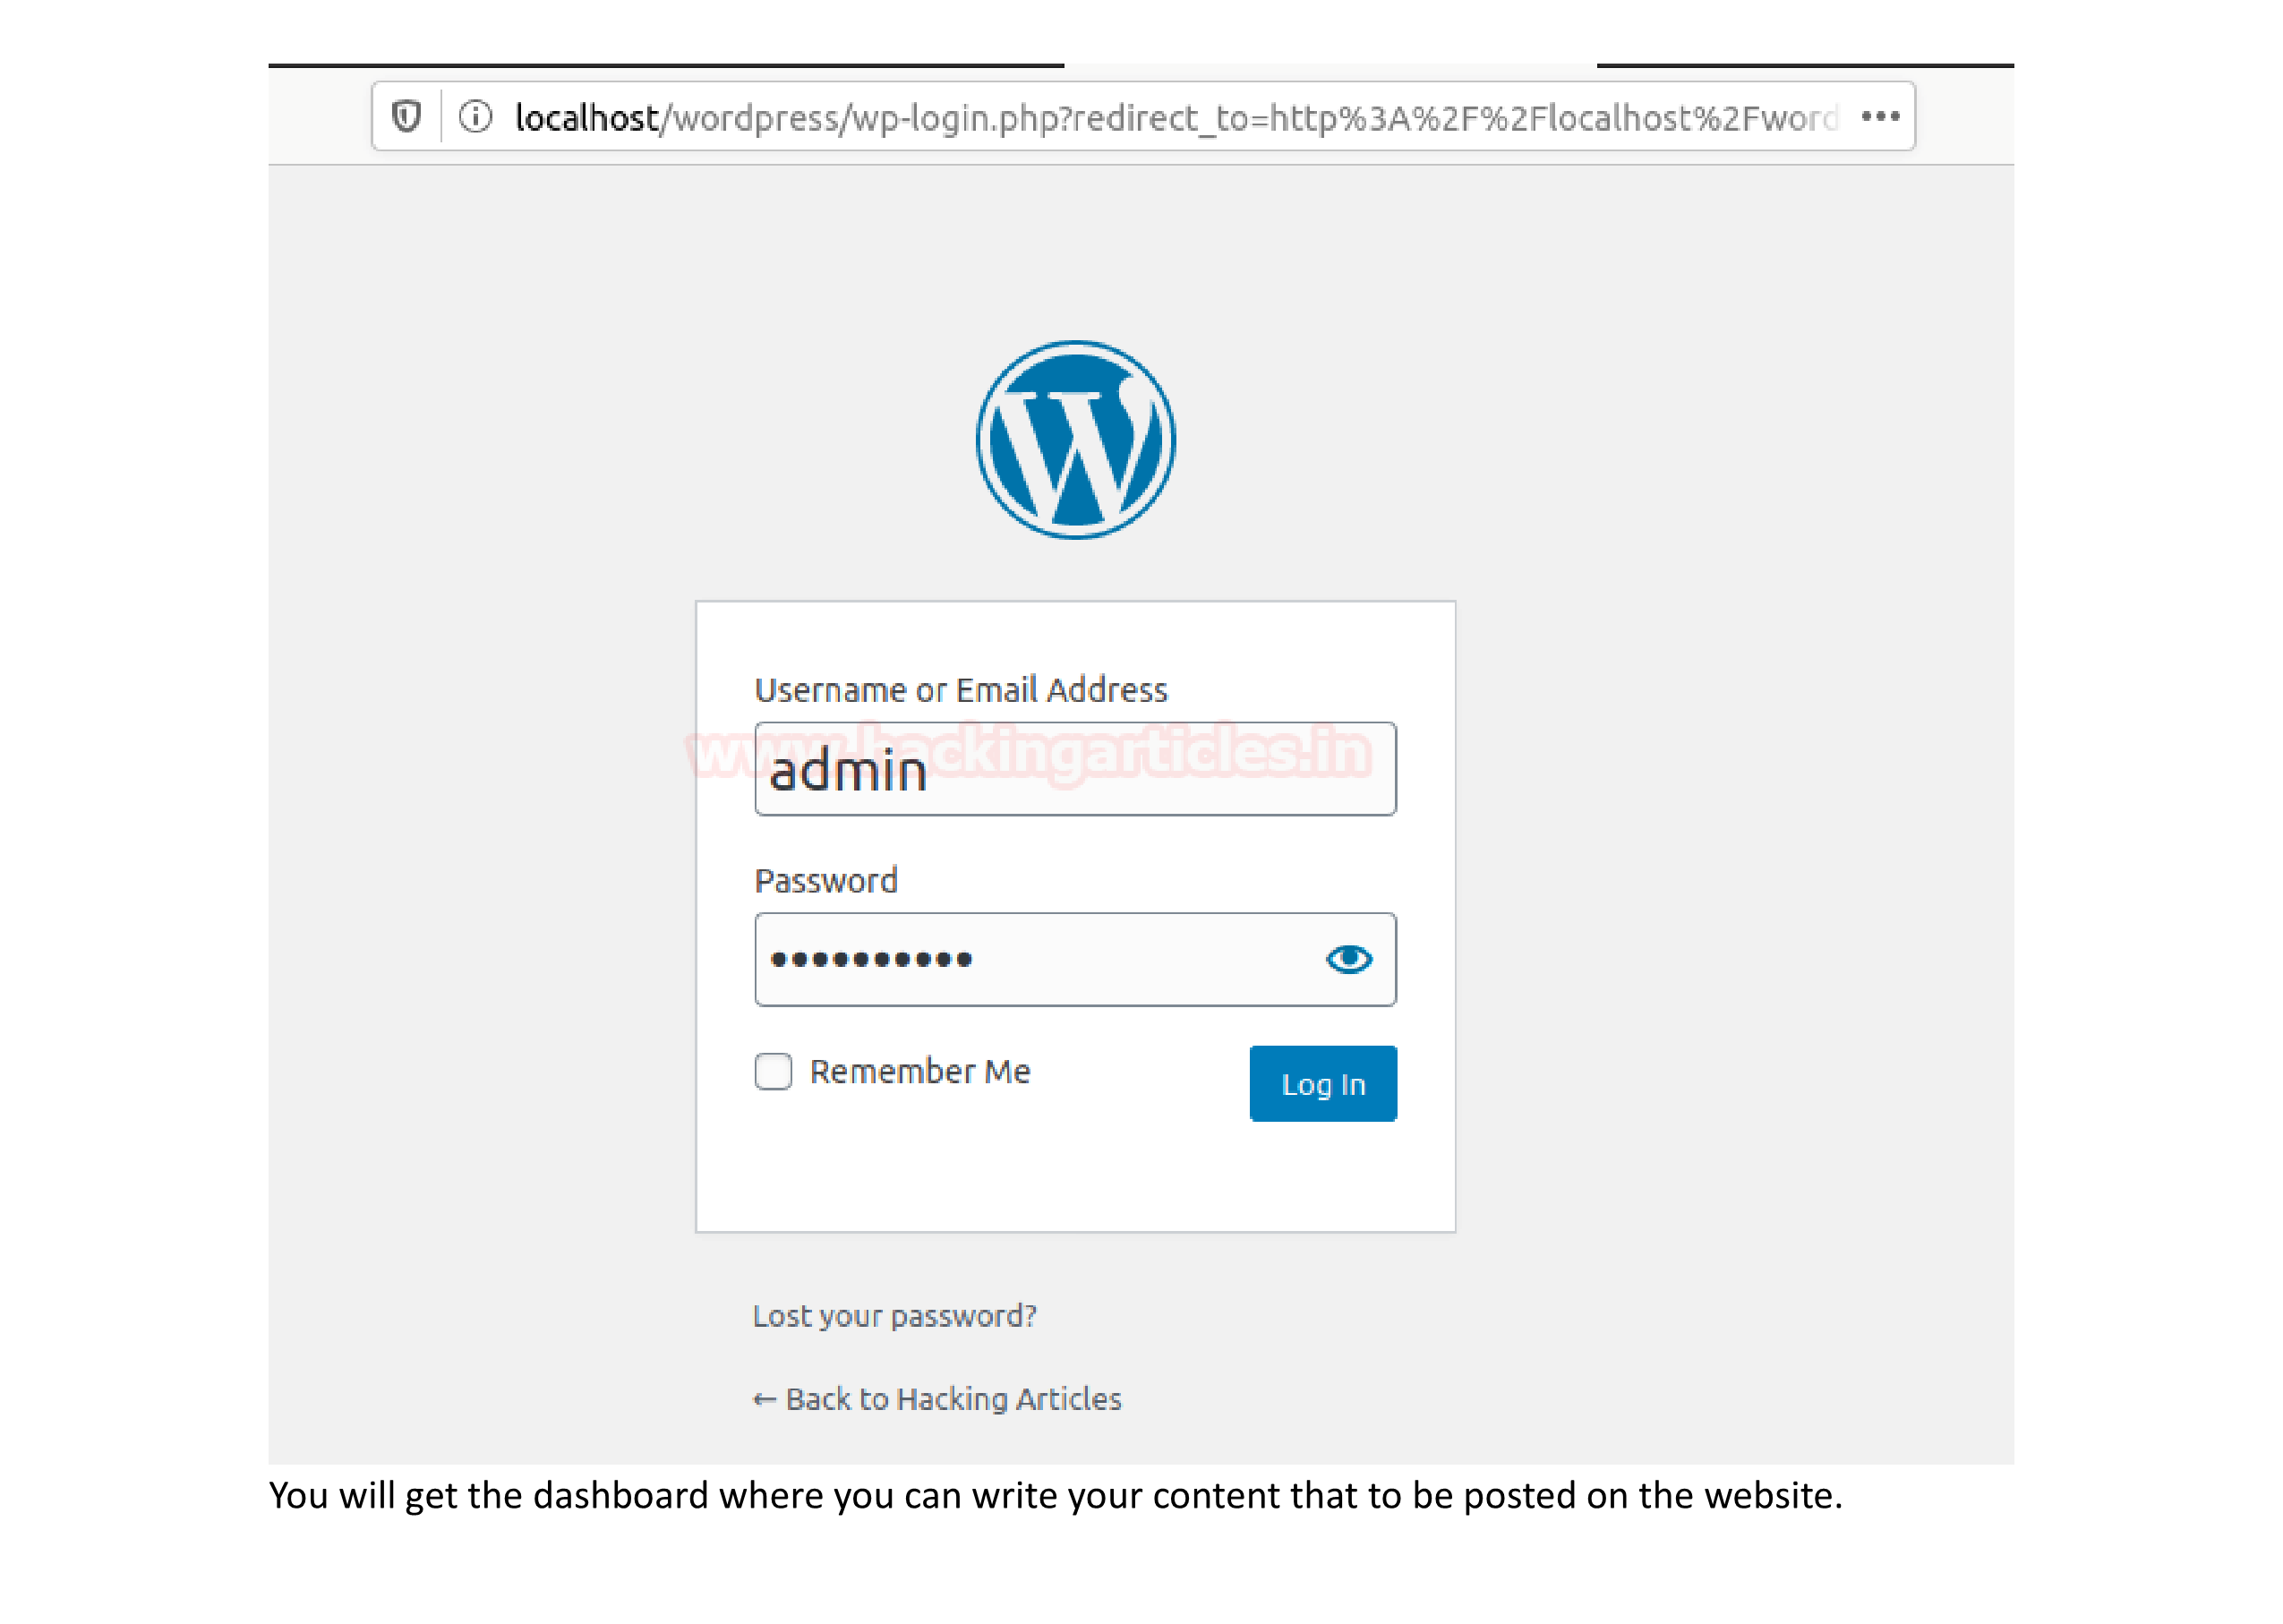 localhost/wordpress/wp-login.php?redirect_to=http%3A%2F%2Flocalhost%2Fword
Username or Email Address
www.hackingarticles.in
admin
Password
Remember Me
Log In
Lost your password?
← Back to Hacking Articles
You will get the dashboard where you can write your content that to be posted on the website.